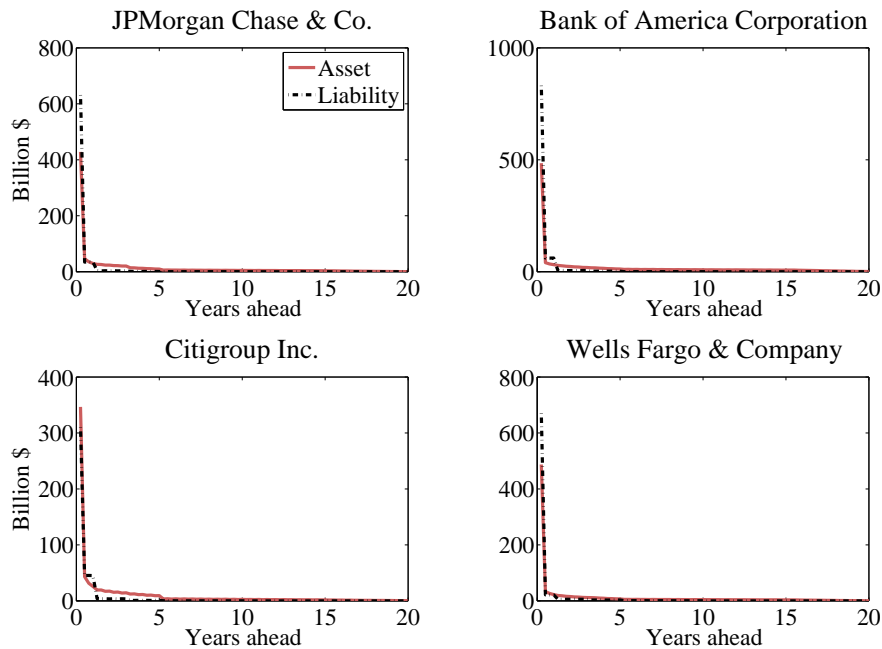 JPMorgan Chase & Co.
800
600
400
200
0
Billion $
Asset
Liability
0 5 10 15 20
Years ahead
Bank of America Corporation
1000
500
0
0 5 10 15 20
Years ahead
Citigroup Inc.
400
300
200
100
0
Billion $
0 5 10 15 20
Years ahead
Wells Fargo & Company
800
600
400
200
0
0 5 10 15 20
Years ahead